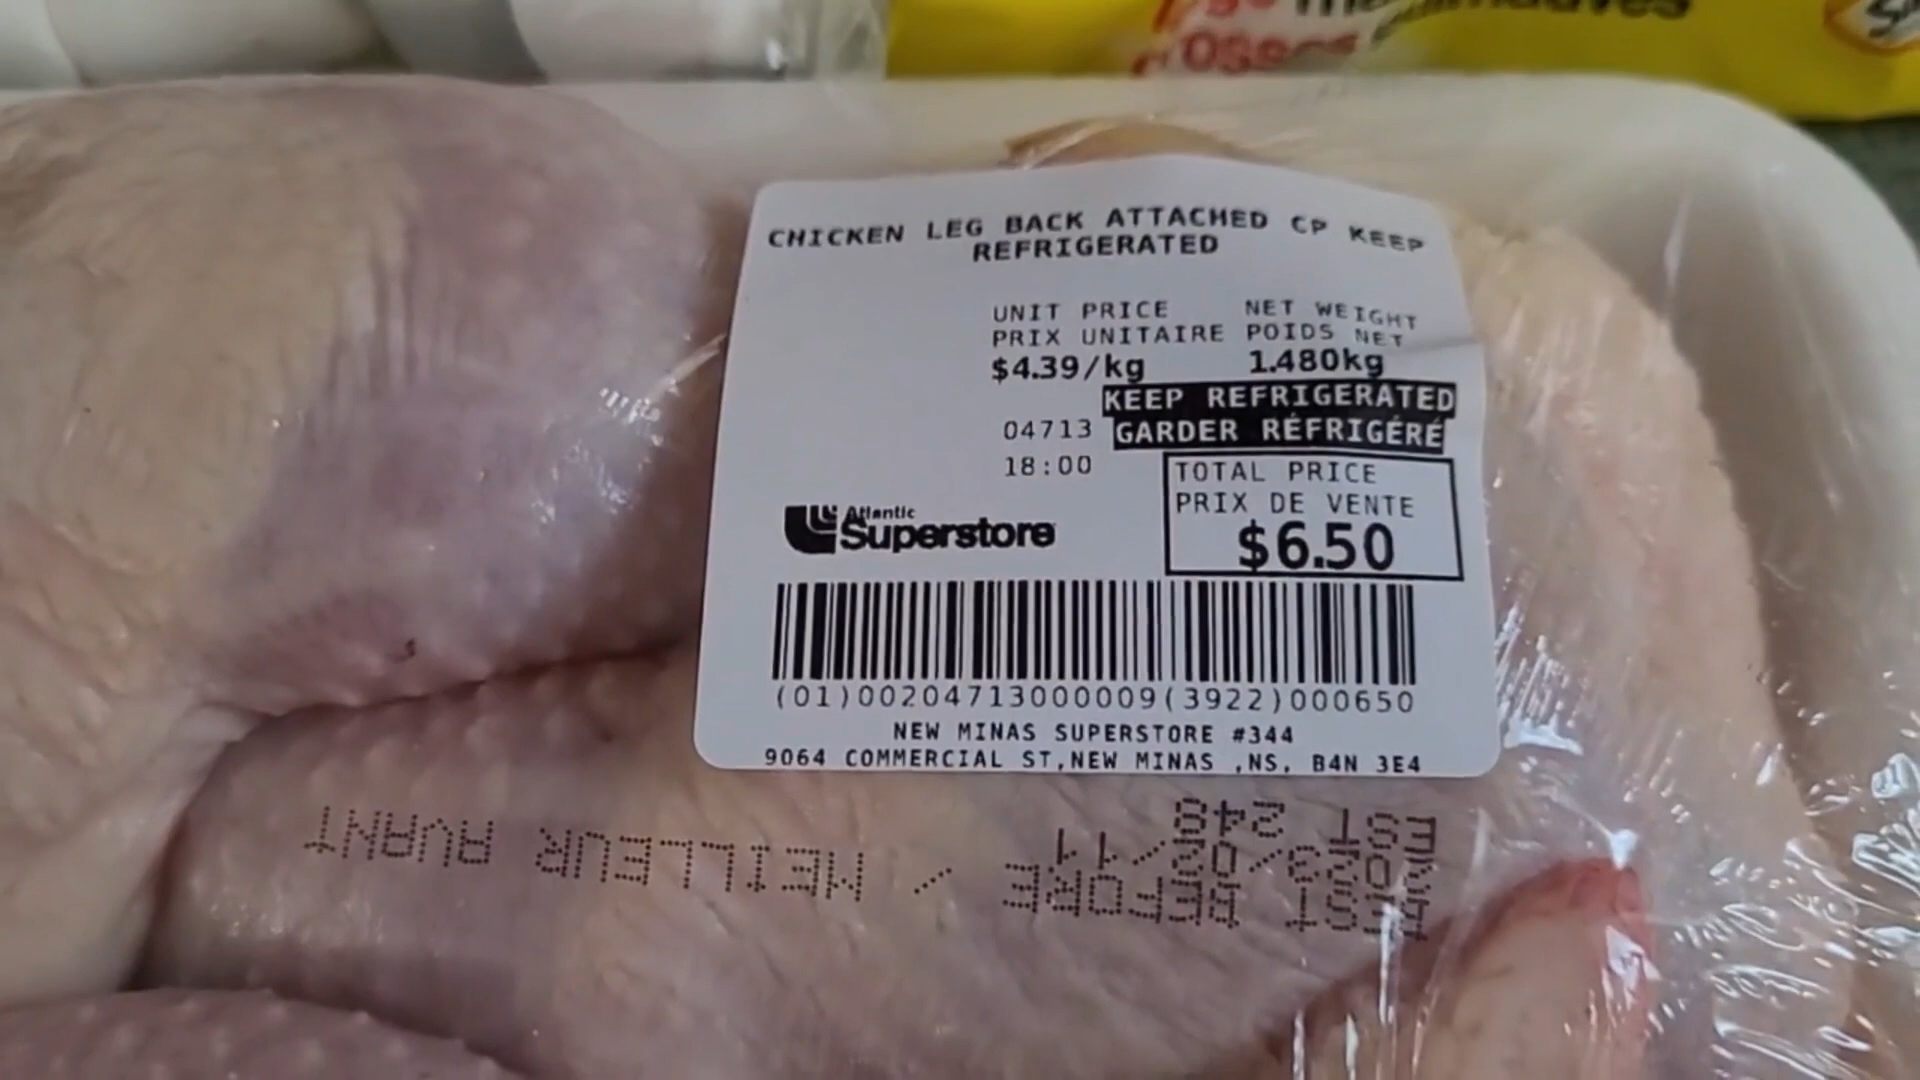 CHICKEN LEG BACK ATTACHED CP KEEP
REFRIGERATED
UNIT PRICE NET WEIGHT
PRIX UNITAIRE POIDS NET
$4.39/kg 1.480kg
KEEP REFRIGERATED
04713 GARDER RÉFRIGÉRÉ
18:00
TOTAL PRICE
PRIX DE VENTE
$6.50
Atlantic
Superstore
(01)00204713000009(3922)000650
NEW MINAS SUPERSTORE #344
9064 COMMERCIAL ST,NEW MINAS ,NS, B4N 3E4
BEST BEFORE / MEILLEUR AVANT
2023/02/11
EST 248